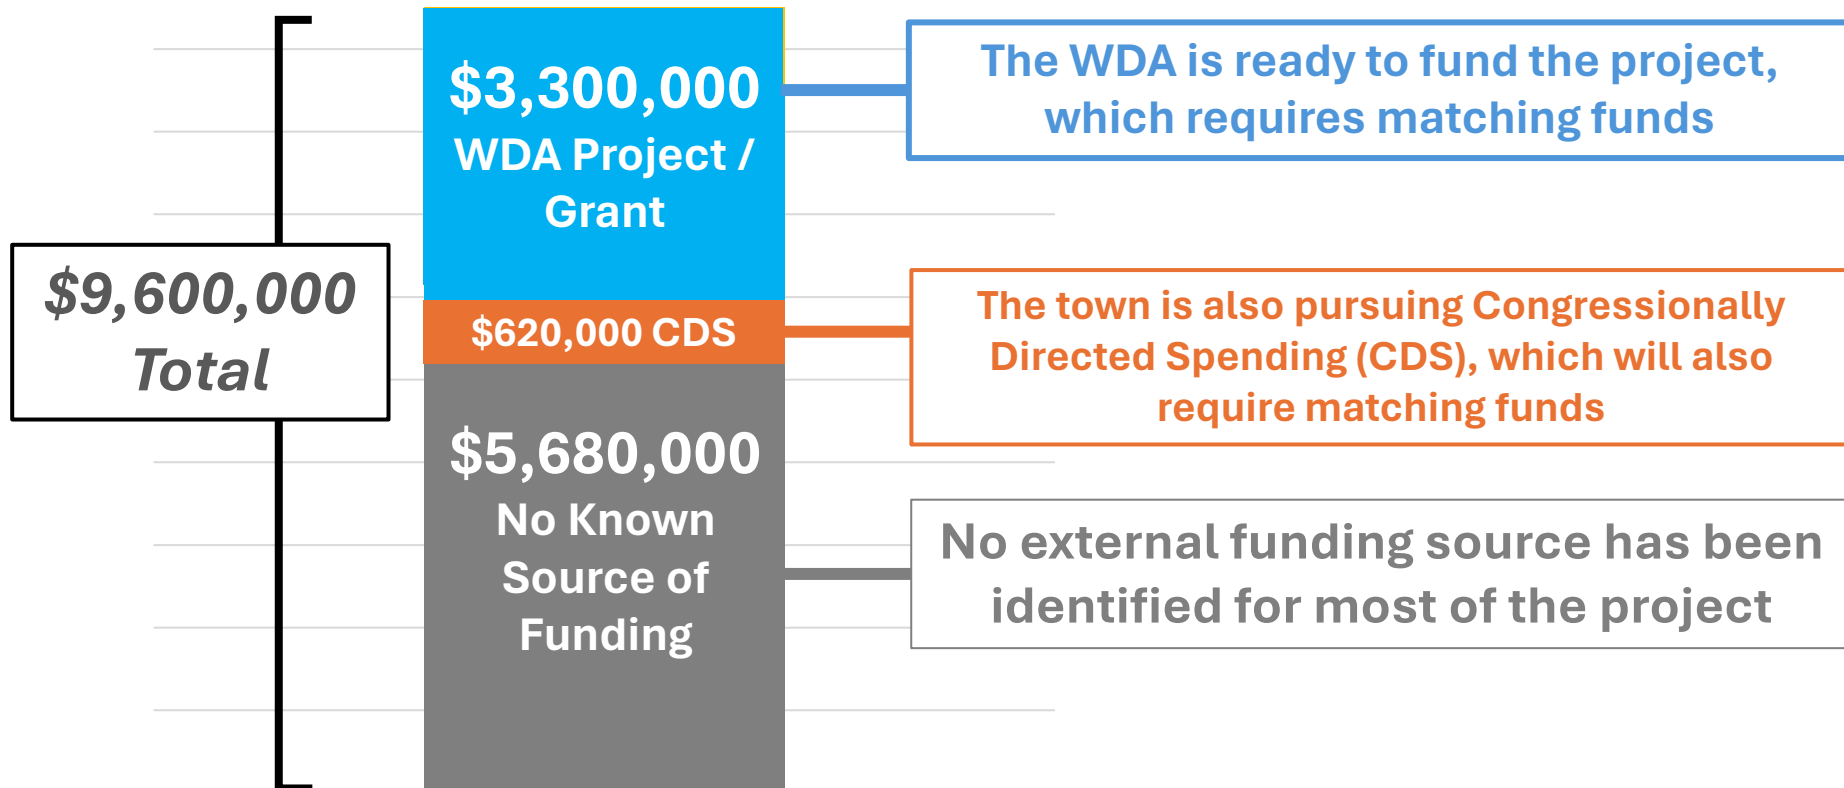 $3,300,000
WDA Project /
Grant
The WDA is ready to fund the project,
which requires matching funds
$9,600,000
Total
$620,000 CDS
The town is also pursuing Congressionally
Directed Spending (CDS), which will also
require matching funds
$5,680,000
No Known
Source of
Funding
No external funding source has been
identified for most of the project